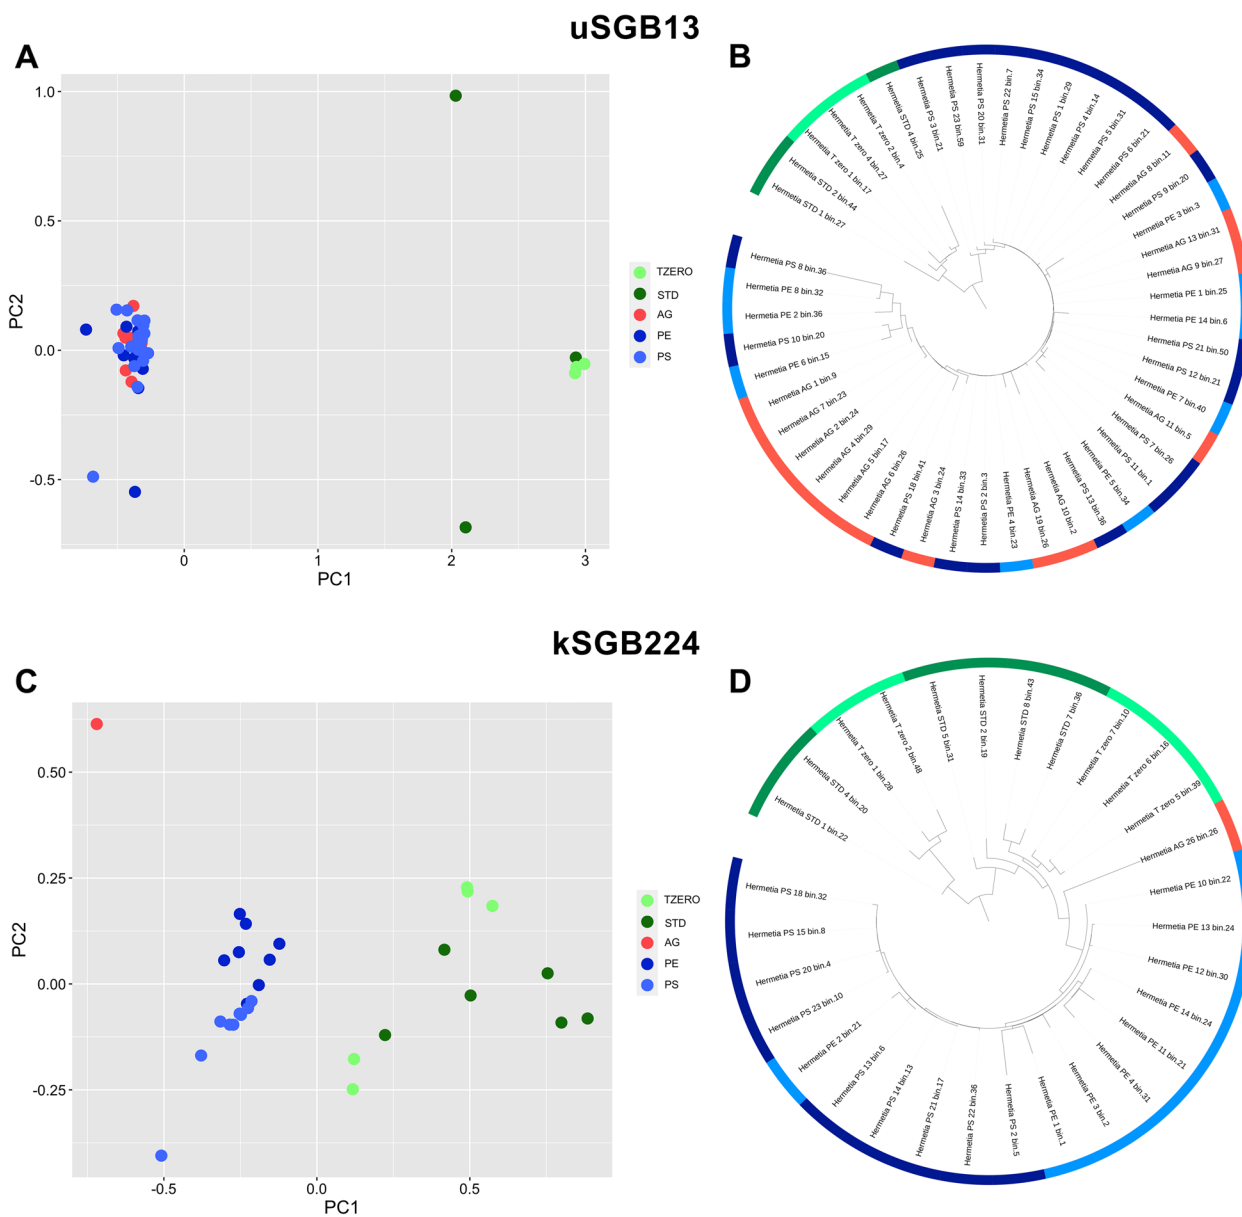 uSGB13
A
1.0
0.5
0.0
-0.5
PC2
0
1
2
3
PC1
TZERO
STD
AG
PE
PS
B
Hermetia STD 1 bin.27
Hermetia STD 2 bin.44
Hermetia T zero 1 bin.17
Hermetia T zero 4 bin.27
Hermetia T zero 2 bin.4
Hermetia STD 4 bin.25
Hermetia PS 3 bin.21
Hermetia PS 23 bin.59
Hermetia PS 20 bin.31
Hermetia PS 22 bin.7
Hermetia PS 15 bin.34
Hermetia PS 1 bin.29
Hermetia PS 4 bin.14
Hermetia PS 5 bin.31
Hermetia PS 6 bin.21
Hermetia AG 8 bin.11
Hermetia PS 9 bin.20
Hermetia PE 3 bin.3
Hermetia AG 13 bin.31
Hermetia AG 9 bin.27
Hermetia PE 1 bin.25
Hermetia PE 14 bin.6
Hermetia PS 21 bin.50
Hermetia PS 12 bin.21
Hermetia PE 7 bin.40
Hermetia AG 11 bin.5
Hermetia PS 7 bin.26
Hermetia PS 11 bin.1
Hermetia PE 5 bin.34
Hermetia PS 13 bin.36
Hermetia AG 10 bin.2
Hermetia AG 19 bin.26
Hermetia PE 4 bin.23
Hermetia PS 2 bin.3
Hermetia PS 14 bin.33
Hermetia AG 3 bin.24
Hermetia PS 18 bin.41
Hermetia AG 6 bin.26
Hermetia AG 5 bin.17
Hermetia AG 4 bin.29
Hermetia AG 2 bin.24
Hermetia AG 7 bin.23
Hermetia AG 1 bin.9
Hermetia PE 6 bin.15
Hermetia PS 10 bin.20
Hermetia PE 2 bin.36
Hermetia PE 8 bin.32
Hermetia PS 8 bin.36
kSGB224
C
0.50
0.25
0.00
-0.25
PC2
-0.5
0.0
0.5
PC1
TZERO
STD
AG
PE
PS
D
Hermetia STD 1 bin.22
Hermetia STD 4 bin.20
Hermetia T zero 1 bin.28
Hermetia T zero 2 bin.48
Hermetia STD 5 bin.31
Hermetia STD 2 bin.19
Hermetia STD 8 bin.43
Hermetia STD 7 bin.36
Hermetia T zero 7 bin.10
Hermetia T zero 6 bin.16
Hermetia T zero 5 bin.39
Hermetia AG 26 bin.26
Hermetia PE 10 bin.22
Hermetia PE 13 bin.24
Hermetia PE 12 bin.30
Hermetia PE 14 bin.24
Hermetia PE 11 bin.21
Hermetia PE 4 bin.31
Hermetia PE 3 bin.2
Hermetia PE 1 bin.1
Hermetia PS 2 bin.5
Hermetia PS 22 bin.36
Hermetia PS 21 bin.17
Hermetia PS 14 bin.13
Hermetia PS 13 bin.6
Hermetia PE 2 bin.21
Hermetia PS 23 bin.10
Hermetia PS 20 bin.4
Hermetia PS 15 bin.8
Hermetia PS 18 bin.32